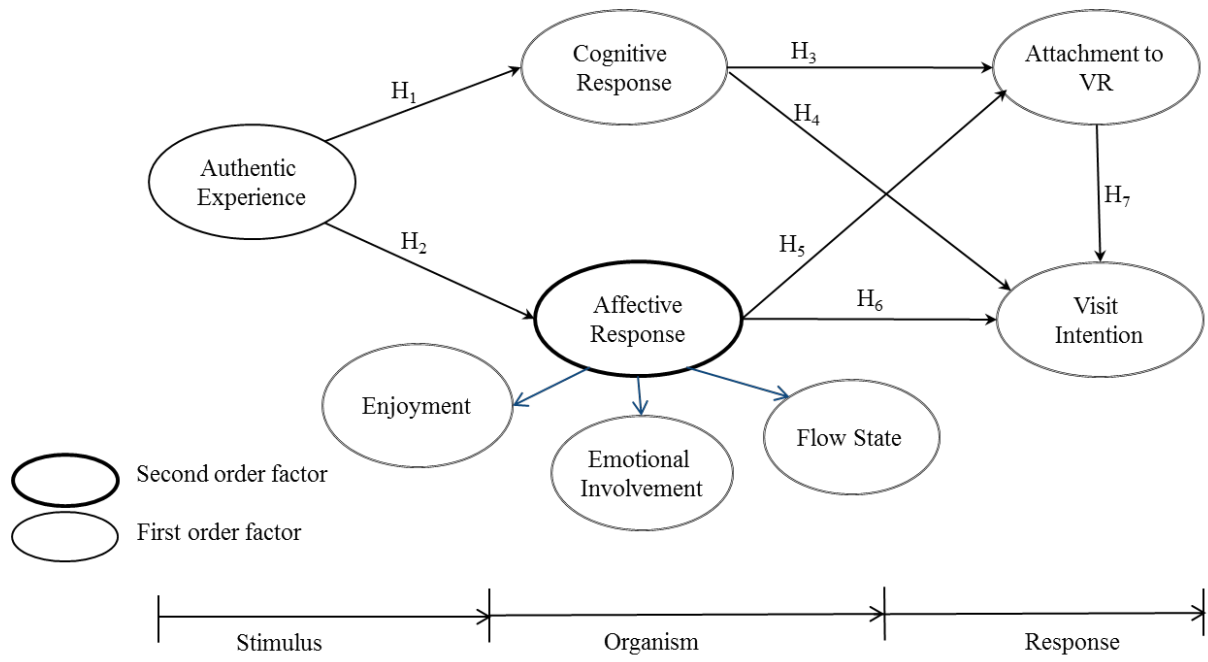 Cognitive
Response
Attachment to
VR
H₃
H₁
H₄
Authentic
Experience
H₂
H₅
H₇
Affective
Response
H₆
Visit
Intention
Enjoyment
Flow State
Emotional
Involvement
Second order factor
First order factor
Stimulus
Organism
Response